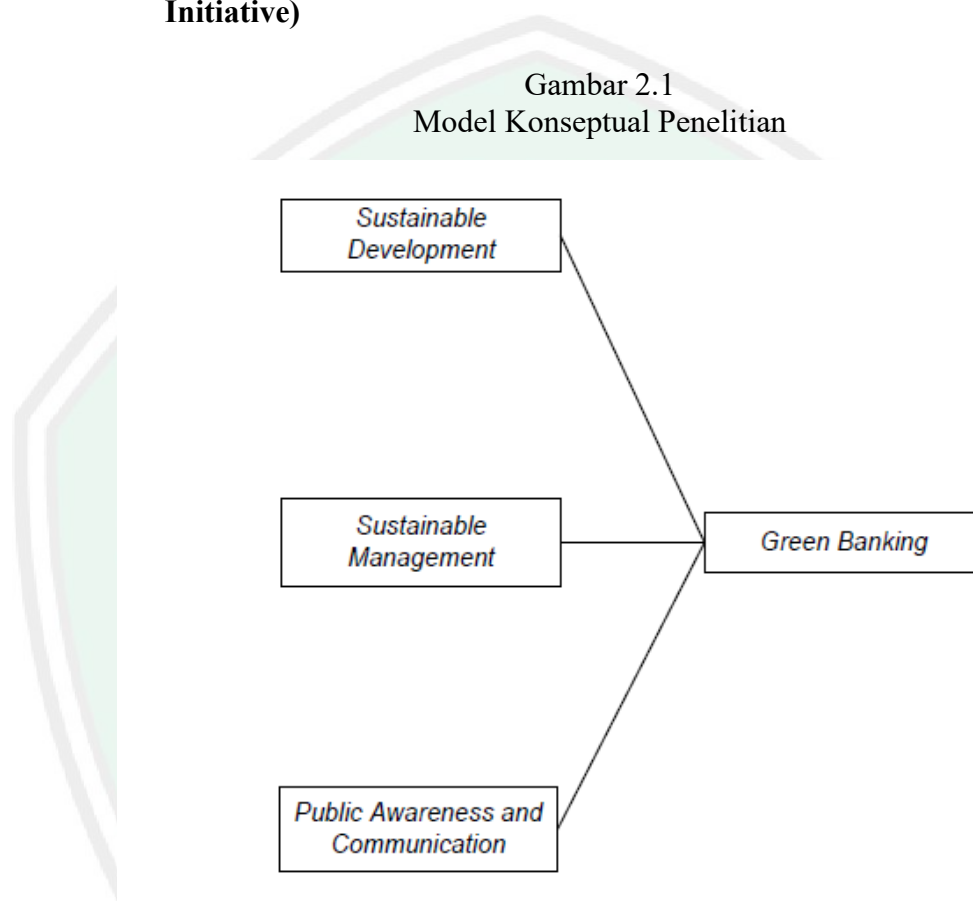 Initiative)
Gambar 2.1
Model Konseptual Penelitian
Sustainable
Development
Sustainable
Management
Green Banking
Public Awareness and
Communication